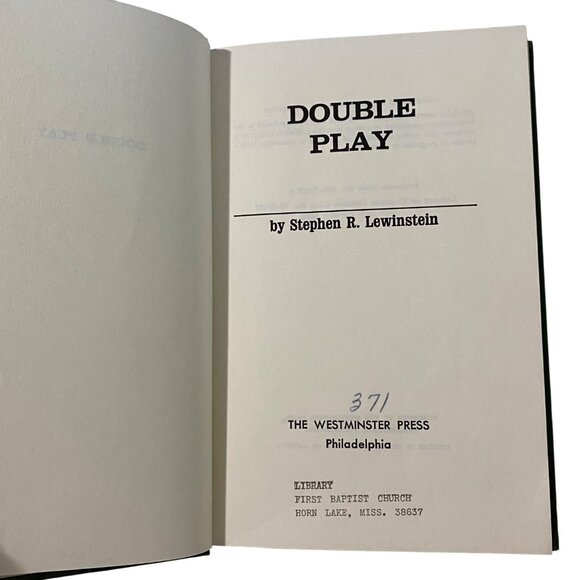 DOUBLE
PLAY
by Stephen R. Lewinstein
371
THE WESTMINSTER PRESS
Philadelphia
LIBRARY
FIRST BAPTIST CHURCH
HORN LAKE, MISS. 38637